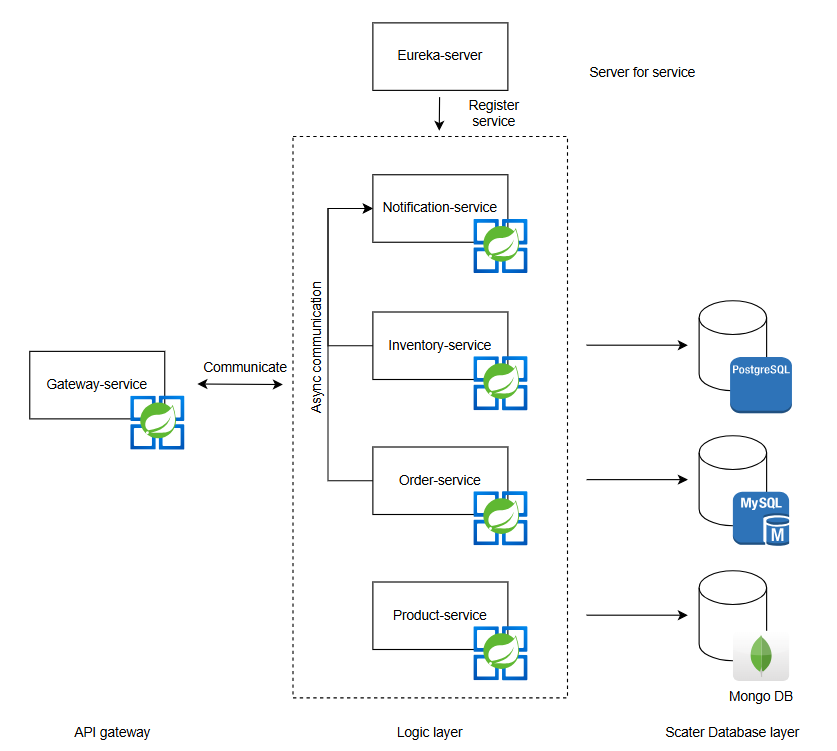 Eureka-server
Server for service
Register
service
Notification-service
Async communication
Inventory-service
PostgreSQL
Communicate
Gateway-service
Order-service
MySQL
M
Product-service
Mongo DB
API gateway
Logic layer
Scater Database layer